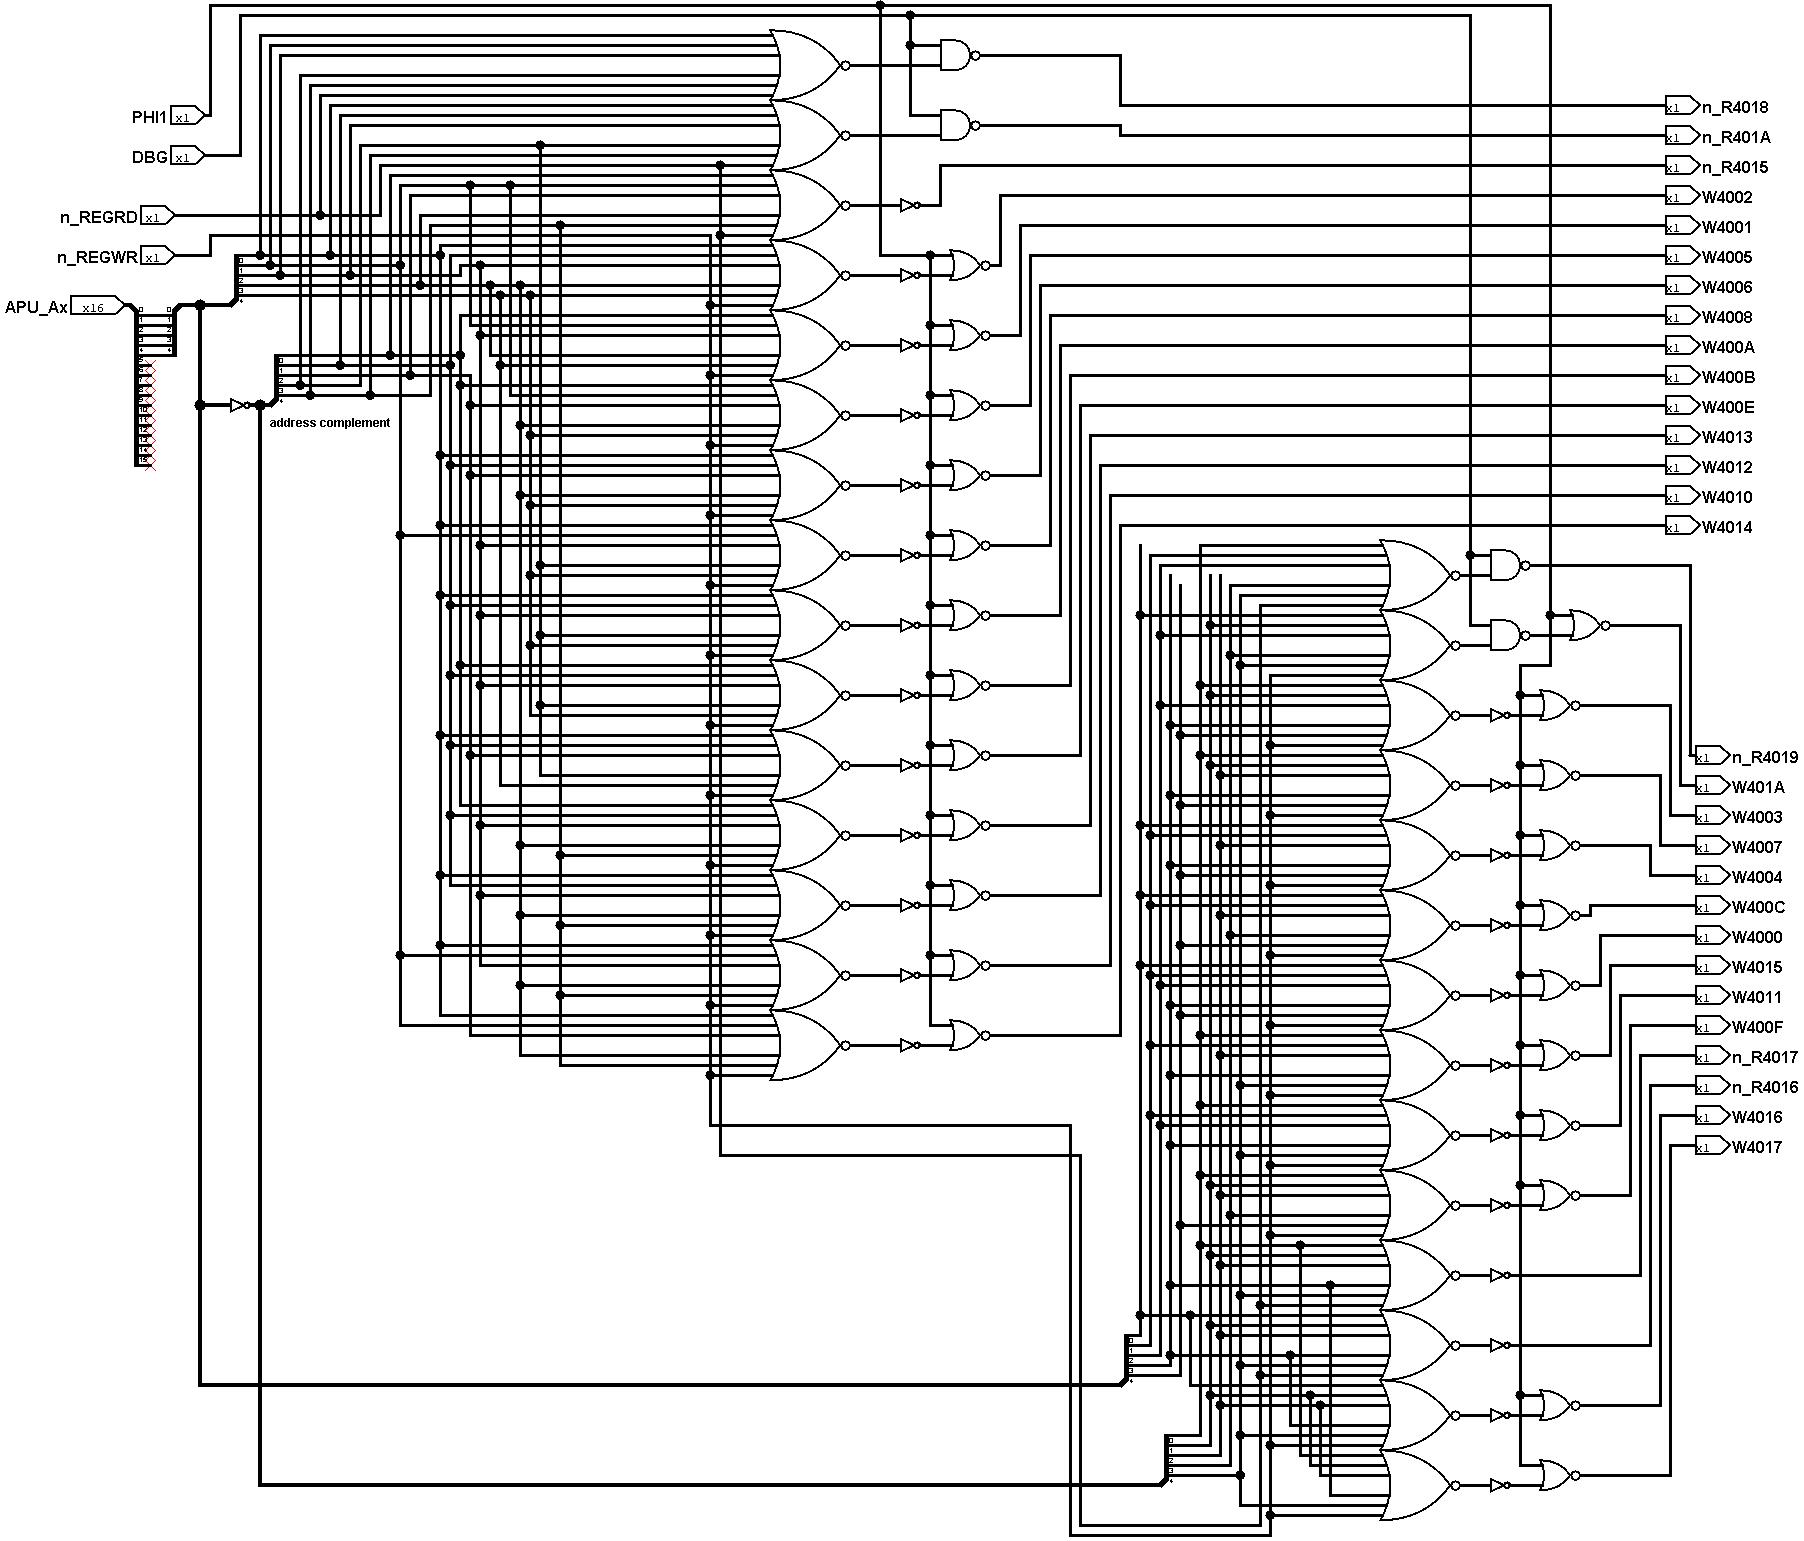 PHI1
x1
DBG
x1
n_REGRD
x1
n_REGWR
x1
APU_Ax
x16
address complement
x1
n_R4018
x1
n_R401A
x1
n_R4015
x1
W4002
x1
W4001
x1
W4005
x1
W4006
x1
W4008
x1
W400A
x1
W400B
x1
W400E
x1
W4013
x1
W4012
x1
W4010
x1
W4014
x1
n_R4019
x1
W401A
x1
W4003
x1
W4007
x1
W4004
x1
W400C
x1
W4000
x1
W4015
x1
W4011
x1
W400F
x1
n_R4017
x1
n_R4016
x1
W4016
x1
W4017